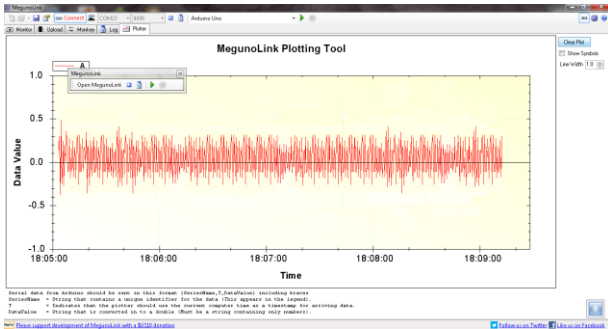 MegunoLink
Connect COM23 9600 Arduino Uno
Monitor Upload Monkey Log Plotter
Clear Plot
Show Symbols
Line Width 1.0
MegunoLink Plotting Tool
A
MegunoLink
Open MegunoLink
1.0
0.5
0.0
-0.5
-1.0
Data Value
18:05:00 18:06:00 18:07:00 18:08:00 18:09:00
Time
Serial data from Arduino should be sent in this format {SeriesName,T,DataValue} including braces
SeriesName = String that contains a unique identifier for the data (This appears in the legend).
T = Indicates that the plotter should use the current computer time as a timestamp for arriving data.
DataValue = String that is converted to a double (Must be a string containing only numbers).
Please support development of MegunoLink with a $US10 donation
Follow us on Twitter Like us on Facebook